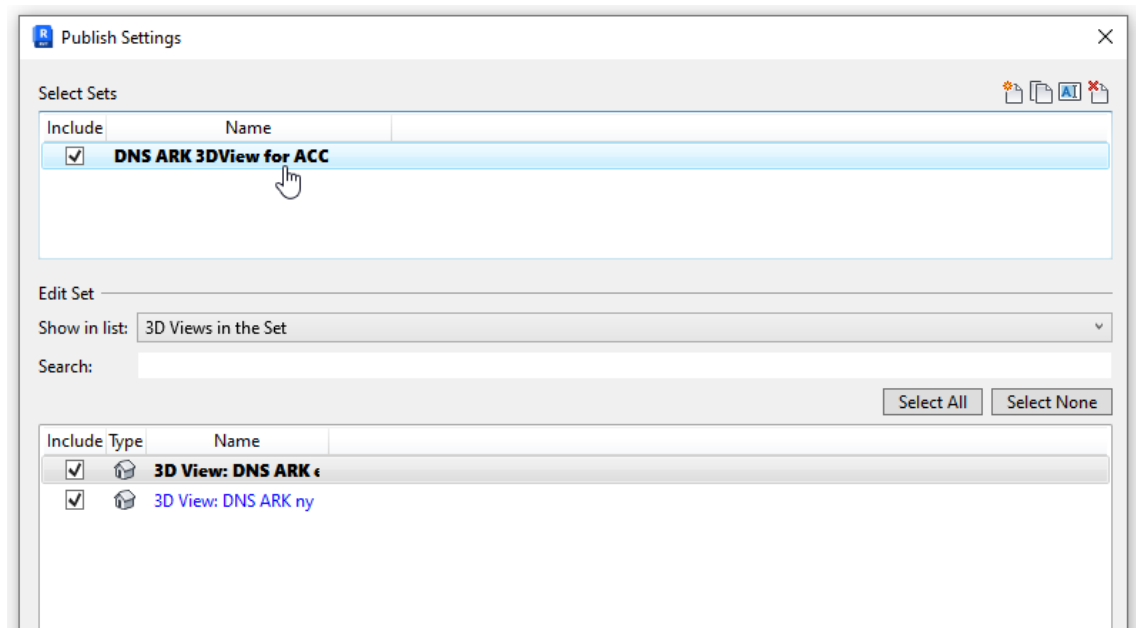 Publish Settings
Select Sets
Include Name
DNS ARK 3DView for ACC
Edit Set
Show in list: 3D Views in the Set
Search:
Select All Select None
Include Type Name
3D View: DNS ARK
3D View: DNS ARK ny